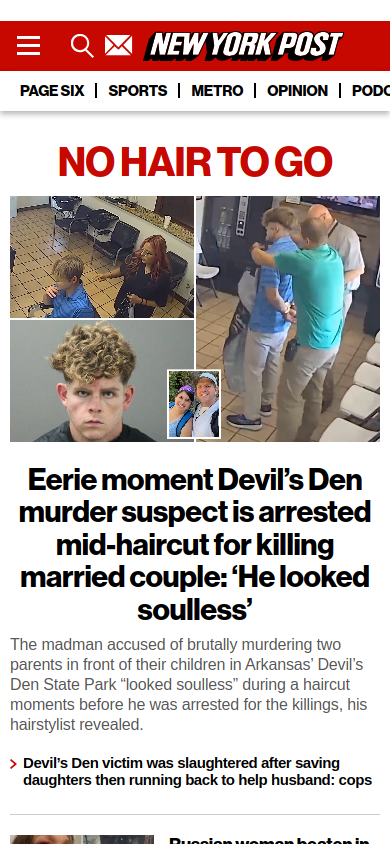 NEW YORK POST
PAGE SIX
SPORTS
METRO
OPINION
PODC
NO HAIR TO GO
Eerie moment Devil’s Den
murder suspect is arrested
mid-haircut for killing
married couple: ‘He looked
soulless’
The madman accused of brutally murdering two
parents in front of their children in Arkansas’ Devil’s
Den State Park “looked soulless” during a haircut
moments before he was arrested for the killings, his
hairstylist revealed.
Devil’s Den victim was slaughtered after saving
daughters then running back to help husband: cops
Russian woman beaten in